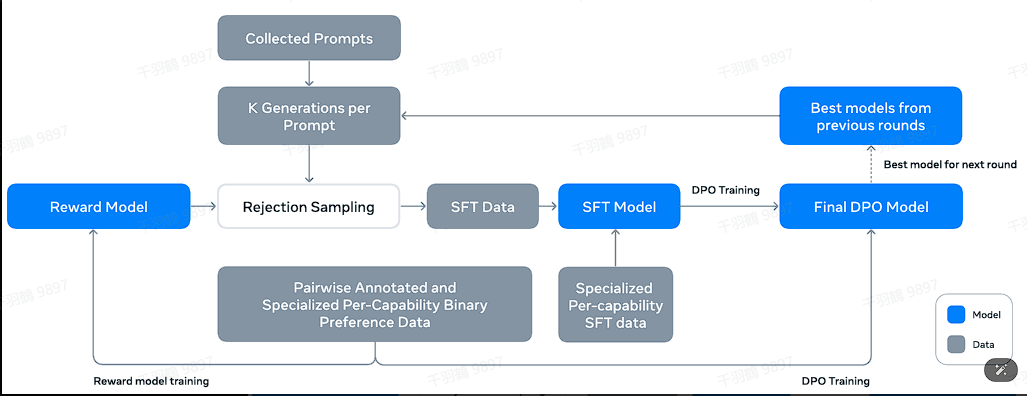 Collected Prompts
K Generations per
Prompt
Best models from
previous rounds
Best model for next round
Reward Model
Rejection Sampling
SFT Data
SFT Model
DPO Training
Final DPO Model
Pairwise Annotated and
Specialized Per-Capability Binary
Preference Data
Specialized
Per-capability
SFT data
Model
Data
Reward model training
DPO Training
千羽鹤 9897